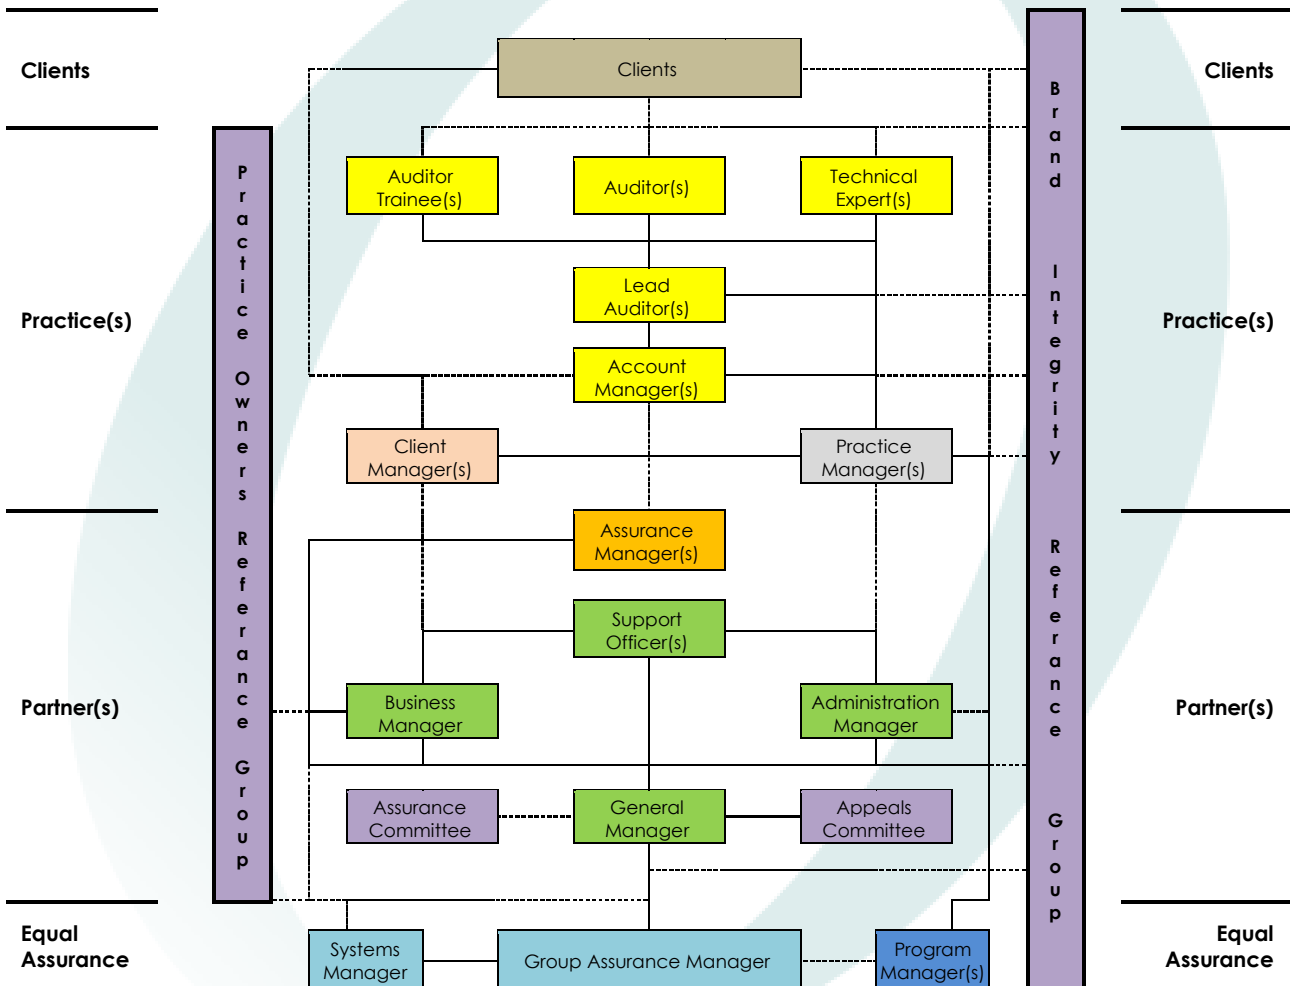 Clients
Clients
Clients
Practice Owners Referance Group
Brand Integrity Referance Group
Auditor
Trainee(s)
Auditor(s)
Technical
Expert(s)
Lead
Auditor(s)
Practice(s)
Practice(s)
Account
Manager(s)
Client
Manager(s)
Practice
Manager(s)
Assurance
Manager(s)
Support
Officer(s)
Partner(s)
Business
Manager
Administration
Manager
Partner(s)
Assurance
Committee
General
Manager
Appeals
Committee
Equal
Assurance
Systems
Manager
Group Assurance Manager
Program
Manager(s)
Equal
Assurance